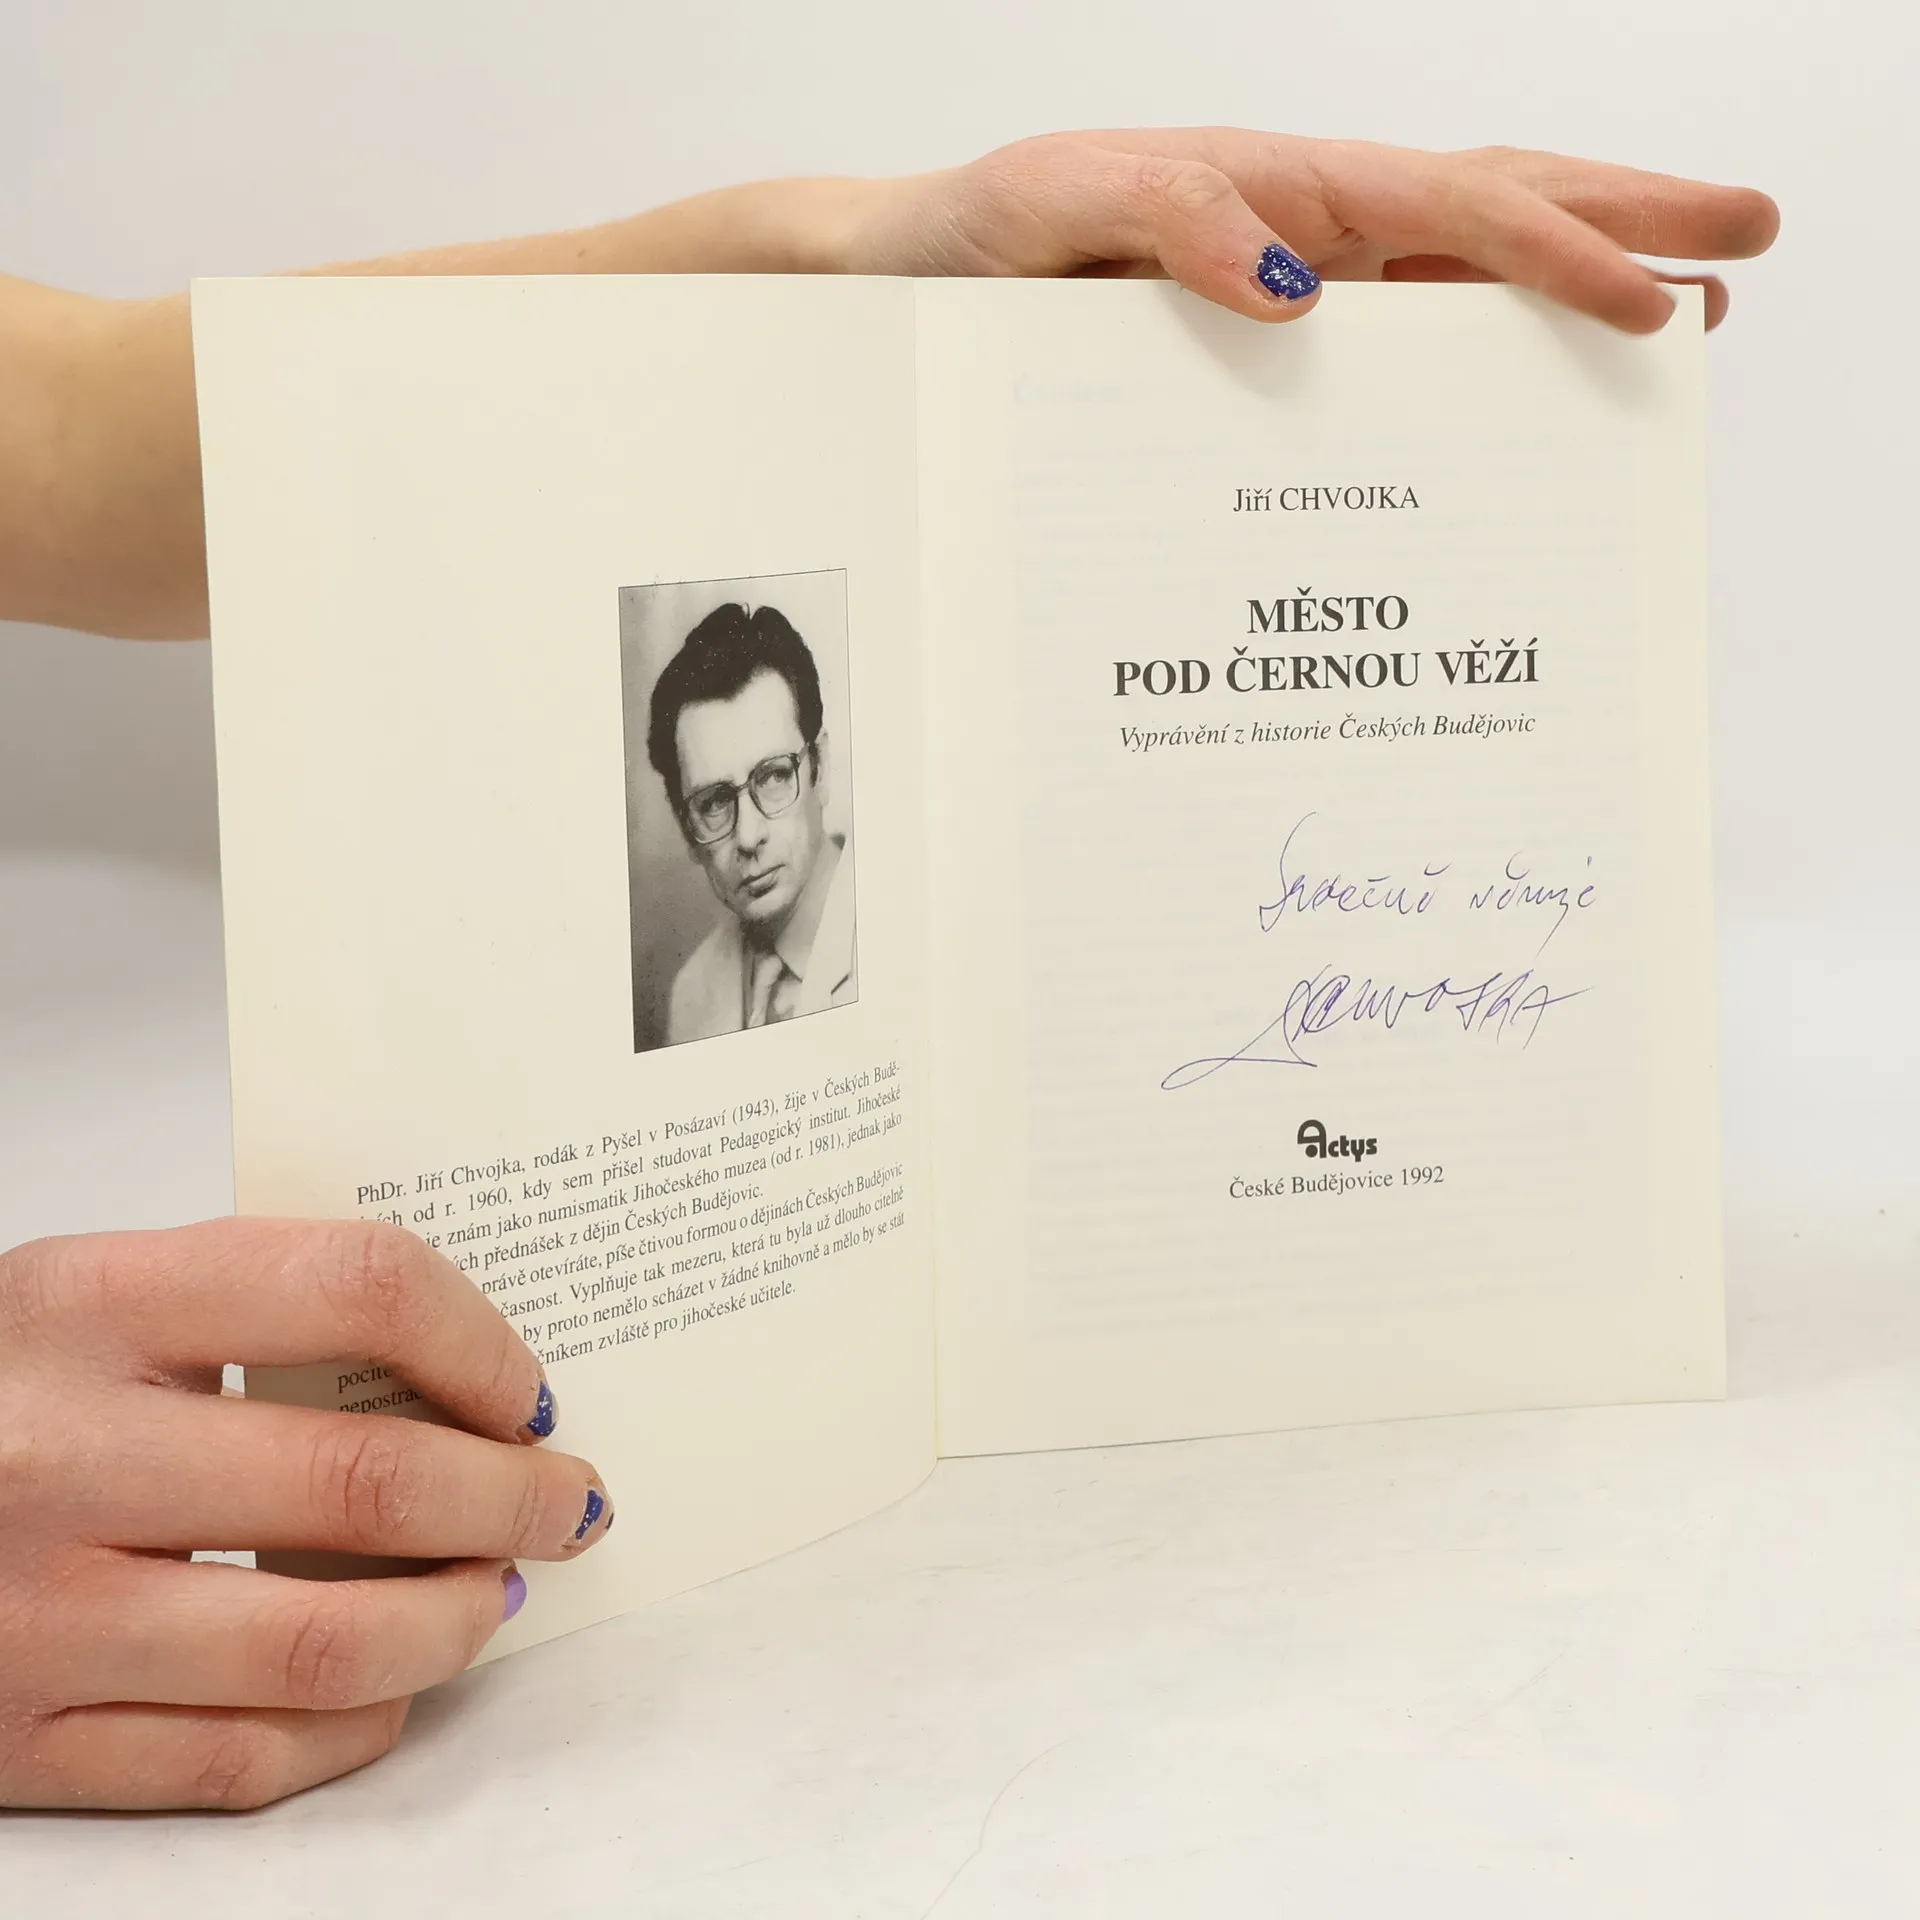 PhDr. Jiří Chvojka, rodák z Pyšel v Posázaví (1943), žije v Českých Budě-
od r. 1960, kdy sem přišel studovat Pedagogický institut. Jihočeské
je znám jako numismatik Jihočeského muzea (od r. 1981), jednak jako
přednášek z dějin Českých Budějovic.
právě otevíráte, píše čtivou formou o dějinách Českých Budějovic
Vyplňuje tak mezeru, která tu byla už dlouho citelně
by proto nemělo scházet v žádné knihovně a mělo by se stát
zvláště pro jihočeské učitele.
Jiří CHVOJKA
MĚSTO
POD ČERNOU VĚŽÍ
Vyprávění z historie Českých Budějovic
Srdečně věnuje
CHVOJKA
Actys
České Budějovice 1992